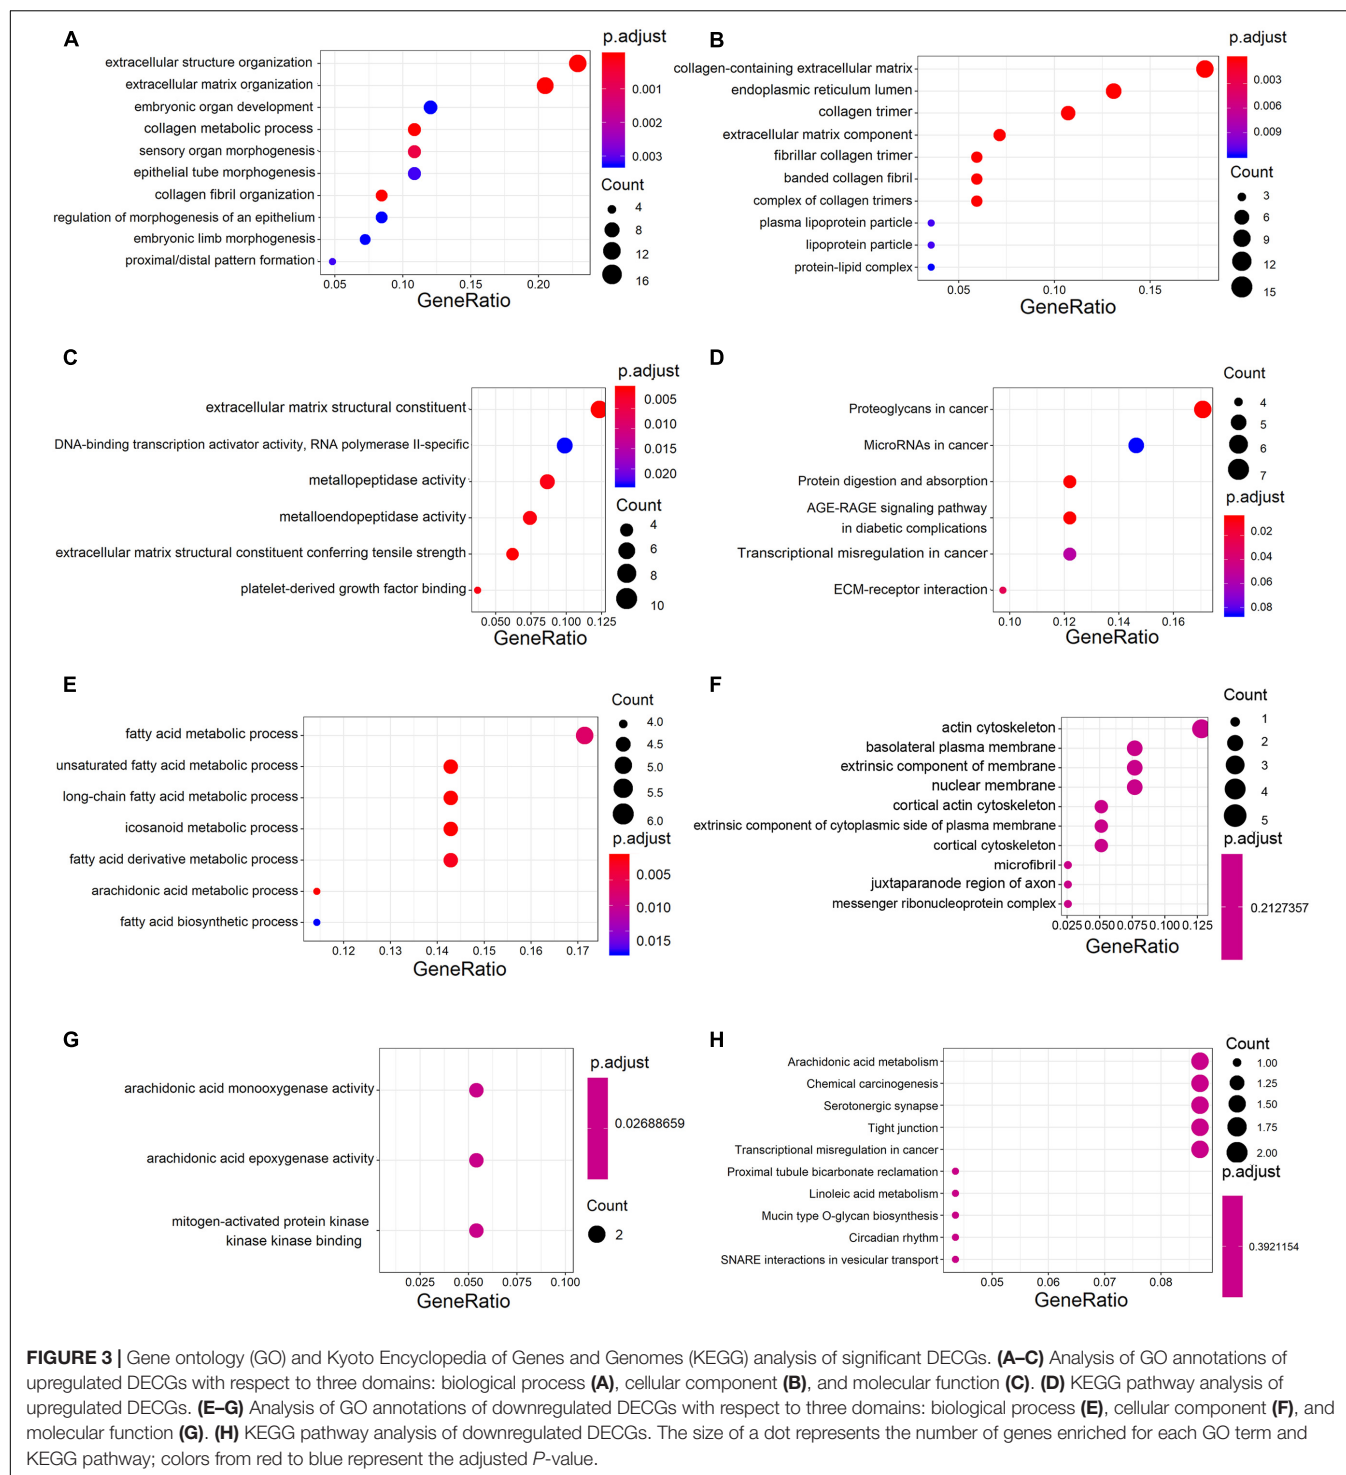 A
extracellular structure organization
extracellular matrix organization
embryonic organ development
collagen metabolic process
sensory organ morphogenesis
epithelial tube morphogenesis
collagen fibril organization
regulation of morphogenesis of an epithelium
embryonic limb morphogenesis
proximal/distal pattern formation
0.05 0.10 0.15 0.20
GeneRatio
p.adjust
0.001
0.002
0.003
Count
4
8
12
16
B
collagen-containing extracellular matrix
endoplasmic reticulum lumen
collagen trimer
extracellular matrix component
fibrillar collagen trimer
banded collagen fibril
complex of collagen trimers
plasma lipoprotein particle
lipoprotein particle
protein-lipid complex
0.05 0.10 0.15
GeneRatio
p.adjust
0.003
0.006
0.009
Count
3
6
9
12
15
C
extracellular matrix structural constituent
DNA-binding transcription activator activity, RNA polymerase II-specific
metallopeptidase activity
metalloendopeptidase activity
extracellular matrix structural constituent conferring tensile strength
platelet-derived growth factor binding
0.050 0.075 0.100 0.125
GeneRatio
p.adjust
0.005
0.010
0.015
0.020
Count
4
6
8
10
D
Proteoglycans in cancer
MicroRNAs in cancer
Protein digestion and absorption
AGE-RAGE signaling pathway
in diabetic complications
Transcriptional misregulation in cancer
ECM-receptor interaction
0.10 0.12 0.14 0.16
GeneRatio
Count
4
5
6
7
p.adjust
0.02
0.04
0.06
0.08
E
fatty acid metabolic process
unsaturated fatty acid metabolic process
long-chain fatty acid metabolic process
icosanoid metabolic process
fatty acid derivative metabolic process
arachidonic acid metabolic process
fatty acid biosynthetic process
0.12 0.13 0.14 0.15 0.16 0.17
GeneRatio
Count
4.0
4.5
5.0
5.5
6.0
p.adjust
0.005
0.010
0.015
F
actin cytoskeleton
basolateral plasma membrane
extrinsic component of membrane
nuclear membrane
cortical actin cytoskeleton
extrinsic component of cytoplasmic side of plasma membrane
cortical cytoskeleton
microfibril
juxtaparanode region of axon
messenger ribonucleoprotein complex
0.025 0.050 0.075 0.100 0.125
GeneRatio
Count
1
2
3
4
5
p.adjust
0.2127357
G
arachidonic acid monooxygenase activity
arachidonic acid epoxygenase activity
mitogen-activated protein kinase
kinase kinase binding
0.025 0.050 0.075 0.100
GeneRatio
p.adjust
0.02688659
Count
2
H
Arachidonic acid metabolism
Chemical carcinogenesis
Serotonergic synapse
Tight junction
Transcriptional misregulation in cancer
Proximal tubule bicarbonate reclamation
Linoleic acid metabolism
Mucin type O-glycan biosynthesis
Circadian rhythm
SNARE interactions in vesicular transport
0.05 0.06 0.07 0.08
GeneRatio
Count
1.00
1.25
1.50
1.75
2.00
p.adjust
0.3921154
FIGURE 3 | Gene ontology (GO) and Kyoto Encyclopedia of Genes and Genomes (KEGG) analysis of significant DECGs. (A–C) Analysis of GO annotations of
upregulated DECGs with respect to three domains: biological process (A), cellular component (B), and molecular function (C). (D) KEGG pathway analysis of
upregulated DECGs. (E–G) Analysis of GO annotations of downregulated DECGs with respect to three domains: biological process (E), cellular component (F), and
molecular function (G). (H) KEGG pathway analysis of downregulated DECGs. The size of a dot represents the number of genes enriched for each GO term and
KEGG pathway; colors from red to blue represent the adjusted P-value.